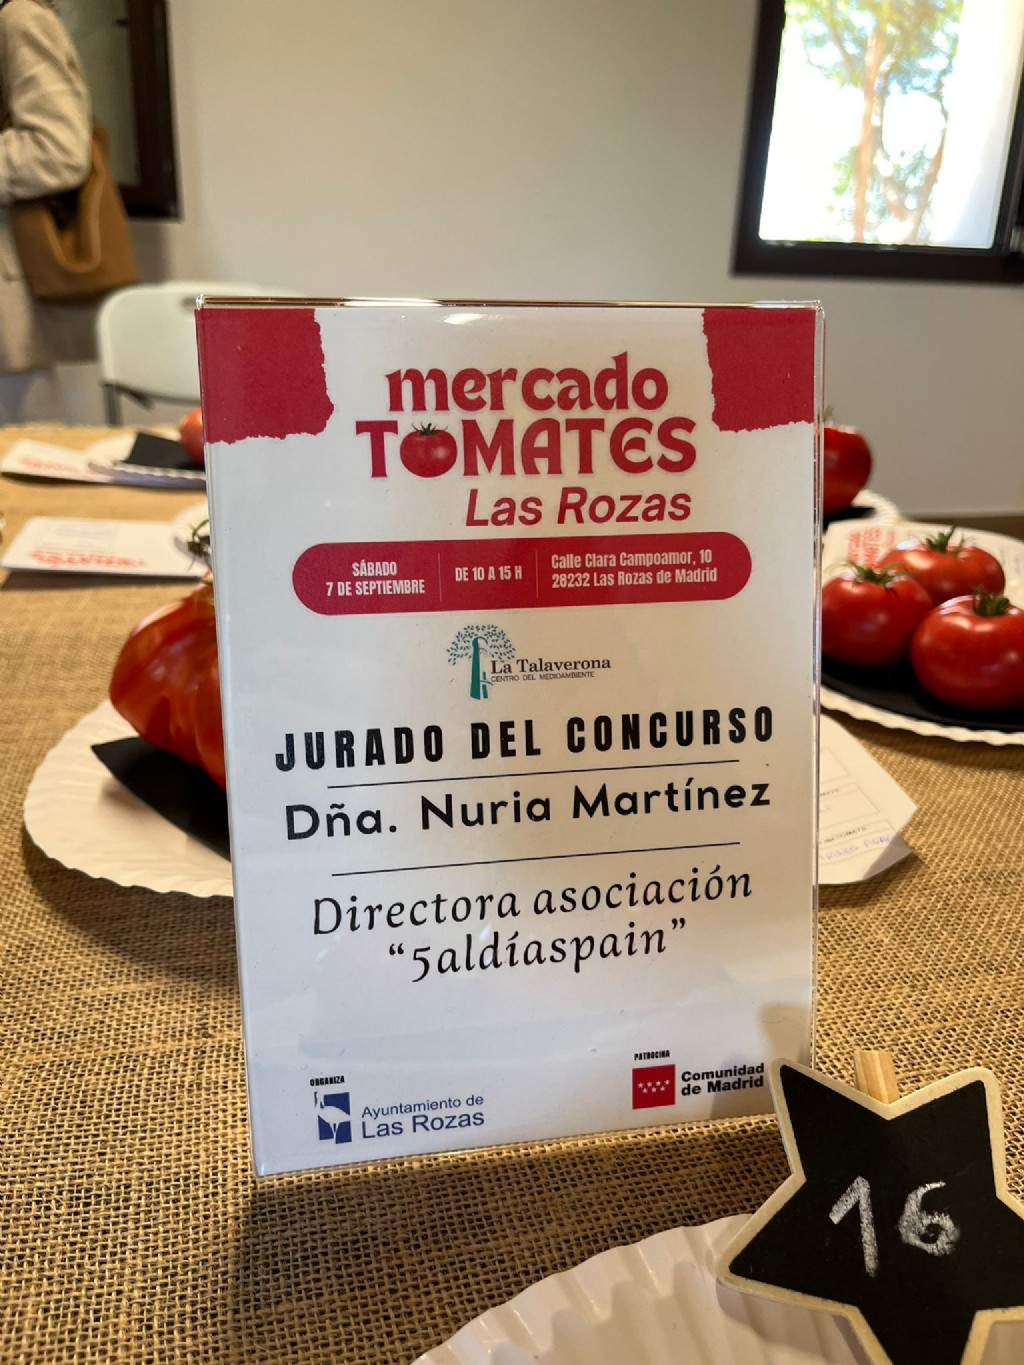 mercado
TOMATES
Las Rozas
SÁBADO
7 DE SEPTIEMBRE
DE 10 A 15 H
Calle Clara Campoamor, 10
28232 Las Rozas de Madrid
La Talaverona
CENTRO DEL MEDIOAMBIENTE
JURADO DEL CONCURSO
Dña. Nuria Martínez
Directora asociación
“5aldíaspain”
ORGANIZA
Ayuntamiento de
Las Rozas
PATROCINA
Comunidad
de Madrid
16